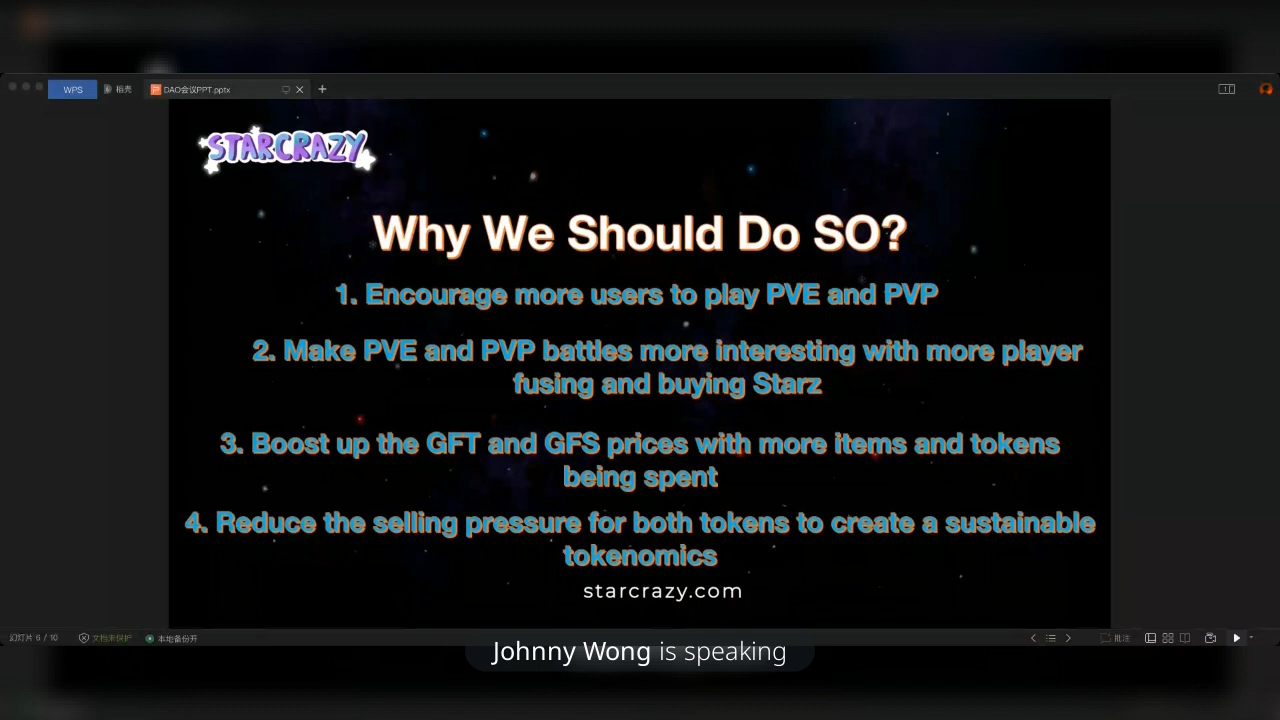 WPS
稻壳
DAO会议PPT.pptx
STARCRAZY
Why We Should Do SO?
1. Encourage more users to play PVE and PVP
2. Make PVE and PVP battles more interesting with more player
fusing and buying Starz
3. Boost up the GFT and GFS prices with more items and tokens
being spent
4. Reduce the selling pressure for both tokens to create a sustainable
tokenomics
starcrazy.com
幻灯片 6 / 10
文档未保护
本地备份开
批注
Johnny Wong is speaking